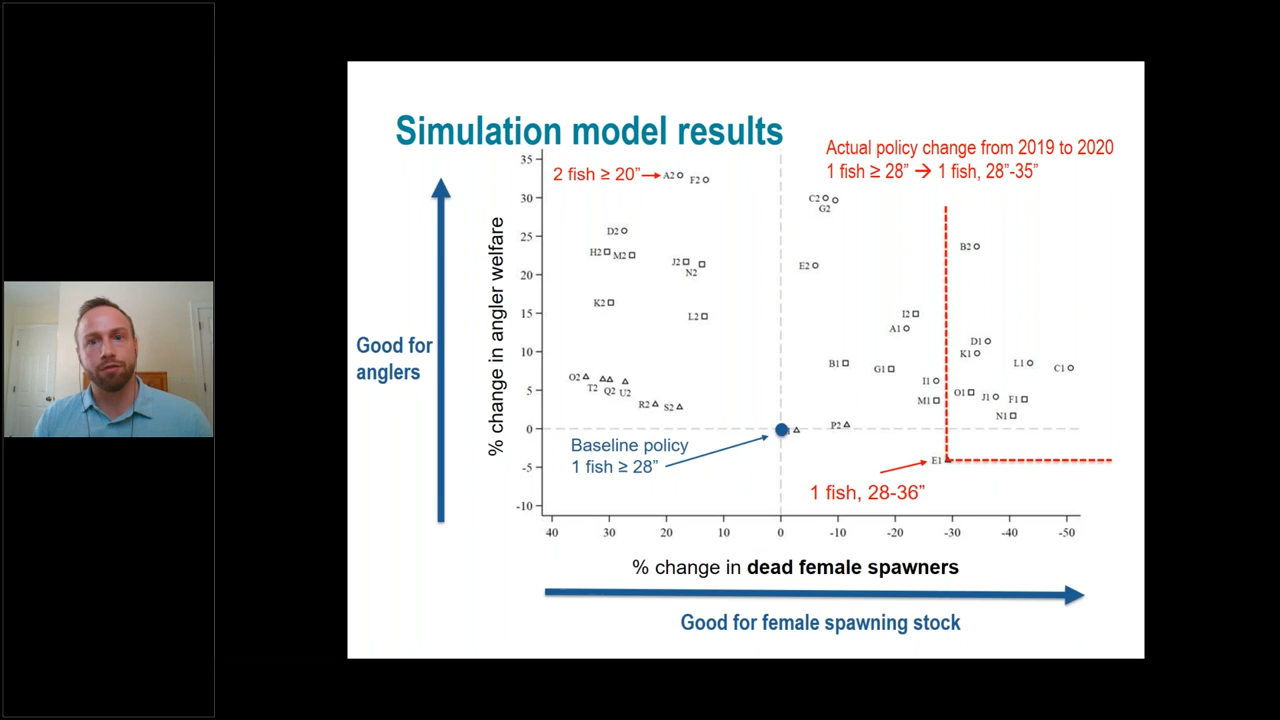 Simulation model results
Actual policy change from 2019 to 2020
1 fish ≥ 28” → 1 fish, 28”-35”
2 fish ≥ 20”
Good for
anglers
% change in angler welfare
35
30
25
20
15
10
5
0
-5
-10
A2
F2
C2
G2
D2
B2
H2
M2
J2
N2
E2
K2
L2
I2
A1
D1
K1
B1
G1
L1
C1
O2
T2
Q2
U2
I1
R2
S2
M1
O1
J1
F1
N1
P2
E1
Baseline policy
1 fish ≥ 28”
1 fish, 28-36”
40
30
20
10
0
-10
-20
-30
-40
-50
% change in dead female spawners
Good for female spawning stock